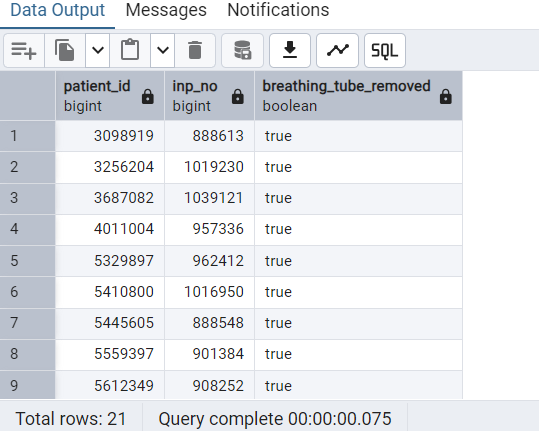 Data Output Messages Notifications
SQL
patient_id inp_no breathing_tube_removed
bigint bigint boolean
1 3098919 888613 true
2 3256204 1019230 true
3 3687082 1039121 true
4 4011004 957336 true
5 5329897 962412 true
6 5410800 1016950 true
7 5445605 888548 true
8 5559397 901384 true
9 5612349 908252 true
Total rows: 21 Query complete 00:00:00.075